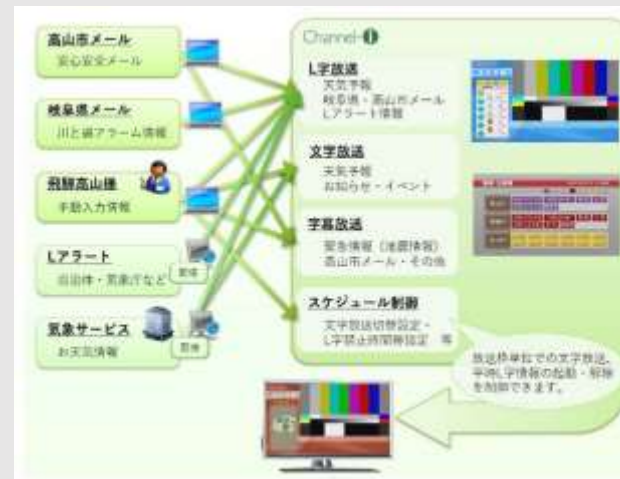 高山市メール
安心安全メール
岐阜県メール
川と道アラーム情報
飛騨高山様
手動入力情報
Lアラート
自治体・気象庁など
気象サービス
お天気情報
Channel-i
L字放送
天気予報
岐阜県・高山市メール
Lアラート情報
文字放送
天気予報
お知らせ・イベント
字幕放送
緊急情報(地震情報)
高山市メール・その他
スケジュール制御
文字放送切替設定・
L字禁止時間帯設定 等
放送枠単位での文字放送、
平時L字情報の起動・解除
を制御できます。